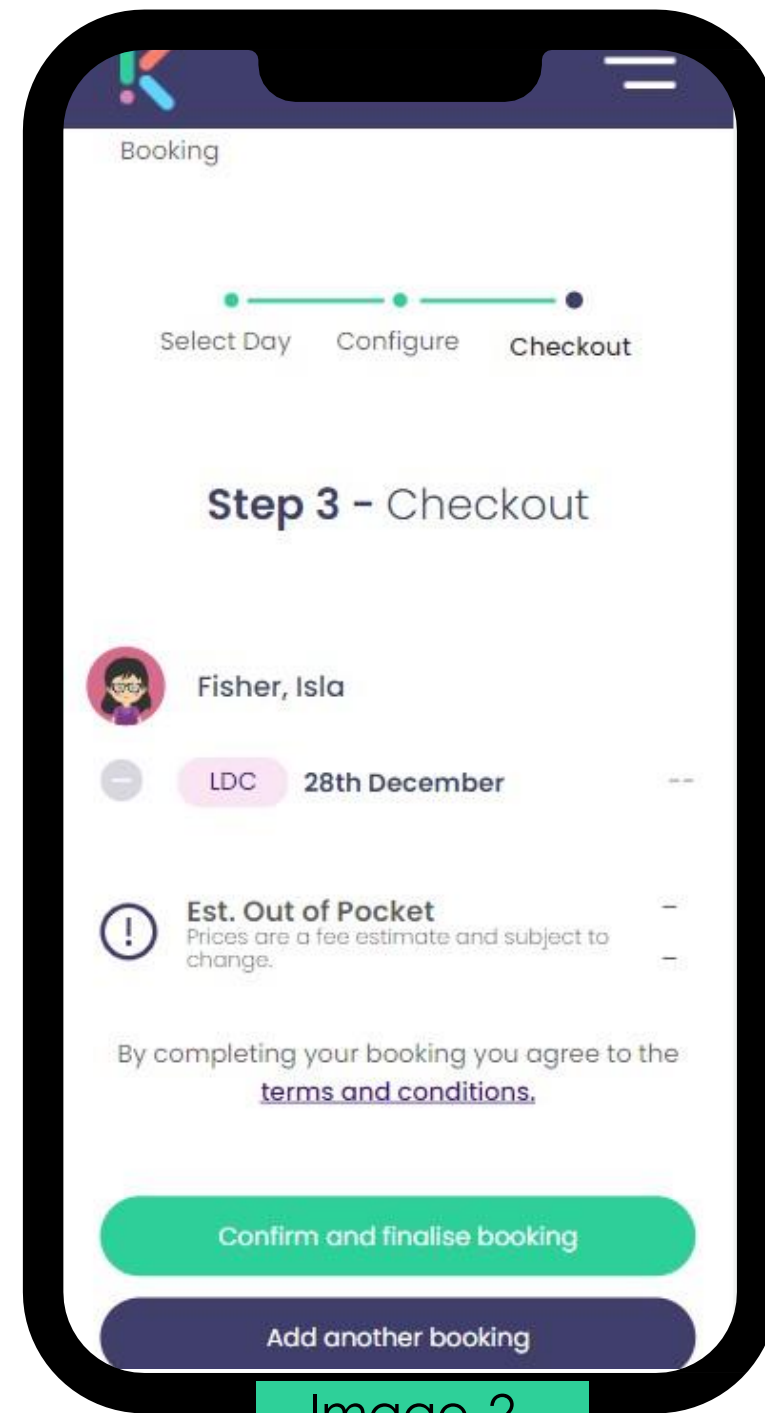 Booking
Select Day Configure Checkout
Step 3 - Checkout
Fisher, Isla
LDC 28th December --
Est. Out of Pocket –
Prices are a fee estimate and subject to
change. –
By completing your booking you agree to the
terms and conditions.
Confirm and finalise booking
Add another booking
Image 2